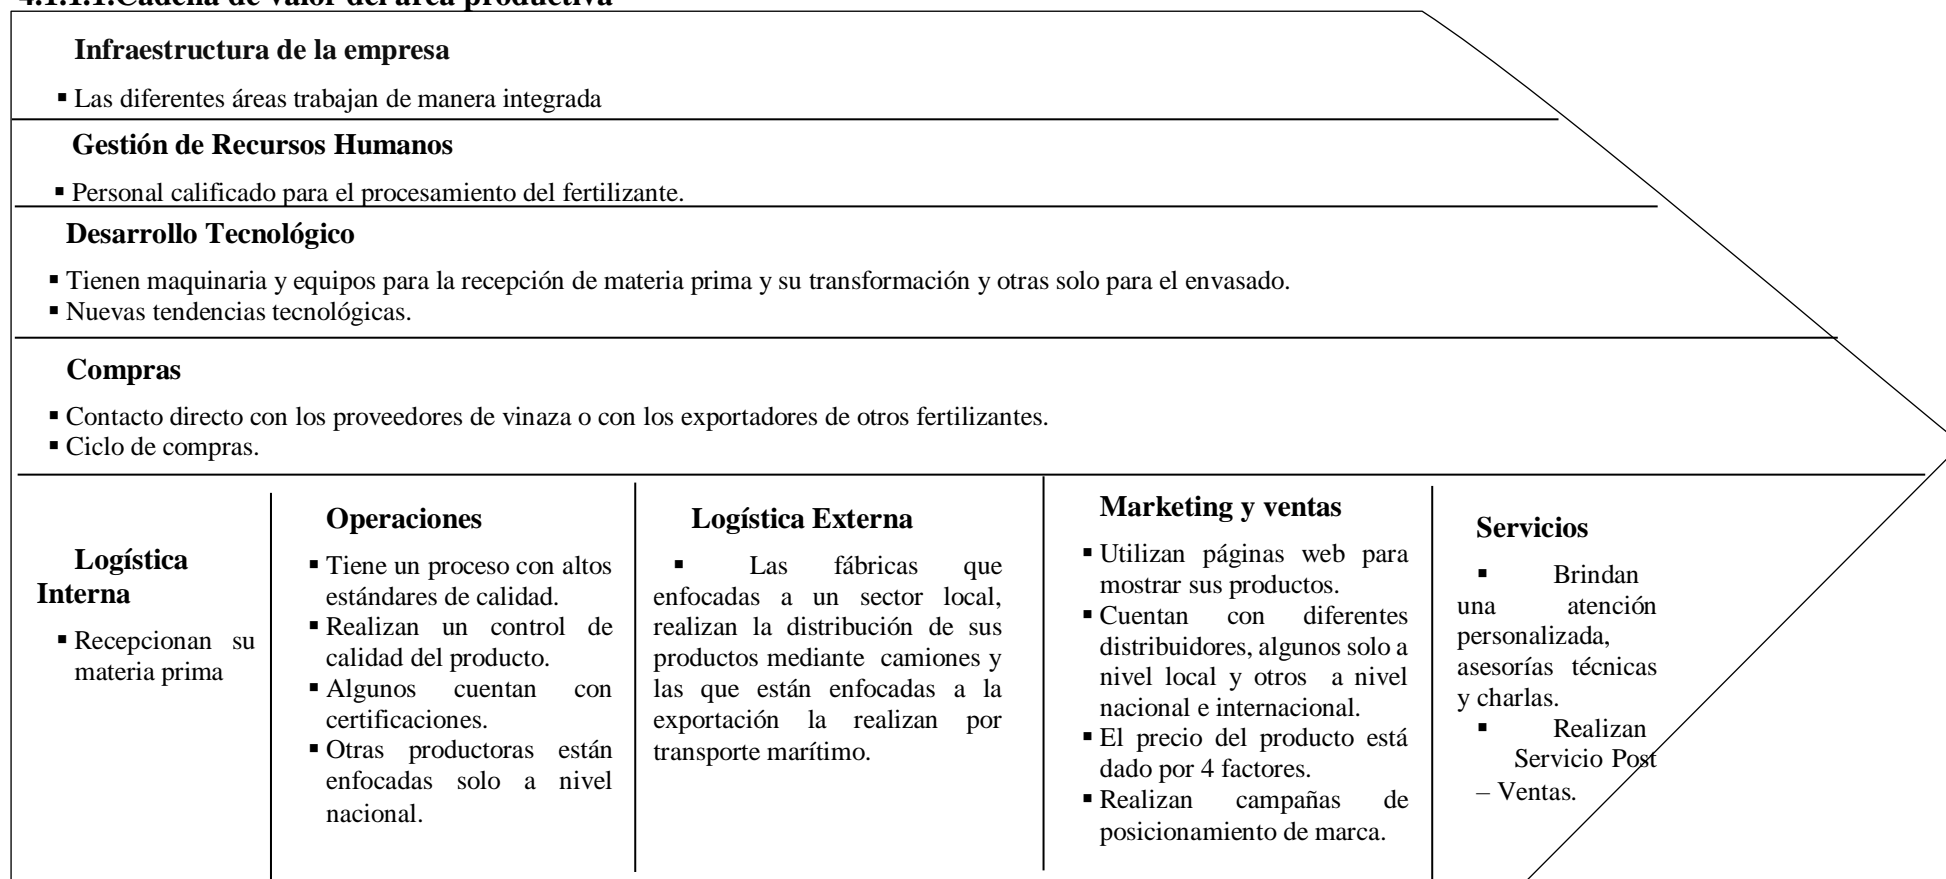 4.1.1.1.Cadena de valor del área productiva
Infraestructura de la empresa
▪ Las diferentes áreas trabajan de manera integrada
Gestión de Recursos Humanos
▪ Personal calificado para el procesamiento del fertilizante.
Desarrollo Tecnológico
▪ Tienen maquinaria y equipos para la recepción de materia prima y su transformación y otras solo para el envasado.
▪ Nuevas tendencias tecnológicas.
Compras
▪ Contacto directo con los proveedores de vinaza o con los exportadores de otros fertilizantes.
▪ Ciclo de compras.
Logística
Interna
▪ Recepcionan su
materia prima
Operaciones
▪ Tiene un proceso con altos
estándares de calidad.
▪ Realizan un control de
calidad del producto.
▪ Algunos cuentan con
certificaciones.
▪ Otras productoras están
enfocadas solo a nivel
nacional.
Logística Externa
▪ Las fábricas que
enfocadas a un sector local,
realizan la distribución de sus
productos mediante camiones y
las que están enfocadas a la
exportación la realizan por
transporte marítimo.
Marketing y ventas
▪ Utilizan páginas web para
mostrar sus productos.
▪ Cuentan con diferentes
distribuidores, algunos solo a
nivel local y otros a nivel
nacional e internacional.
▪ El precio del producto está
dado por 4 factores.
▪ Realizan campañas de
posicionamiento de marca.
Servicios
▪ Brindan
una atención
personalizada,
asesorías técnicas
y charlas.
▪ Realizan
Servicio Post
– Ventas.